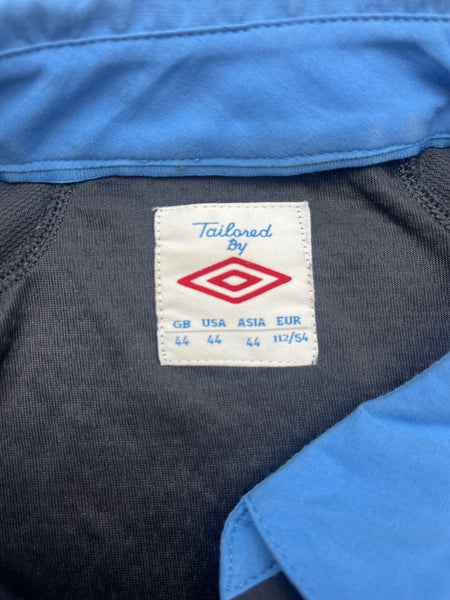 Tailored
By
GB USA ASIA EUR
44 44 44 112/54